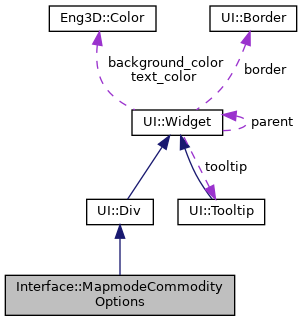 Eng3D::Color
UI::Border
background_color
text_color
border
UI::Widget
parent
tooltip
UI::Div
UI::Tooltip
Interface::MapmodeCommodity
Options